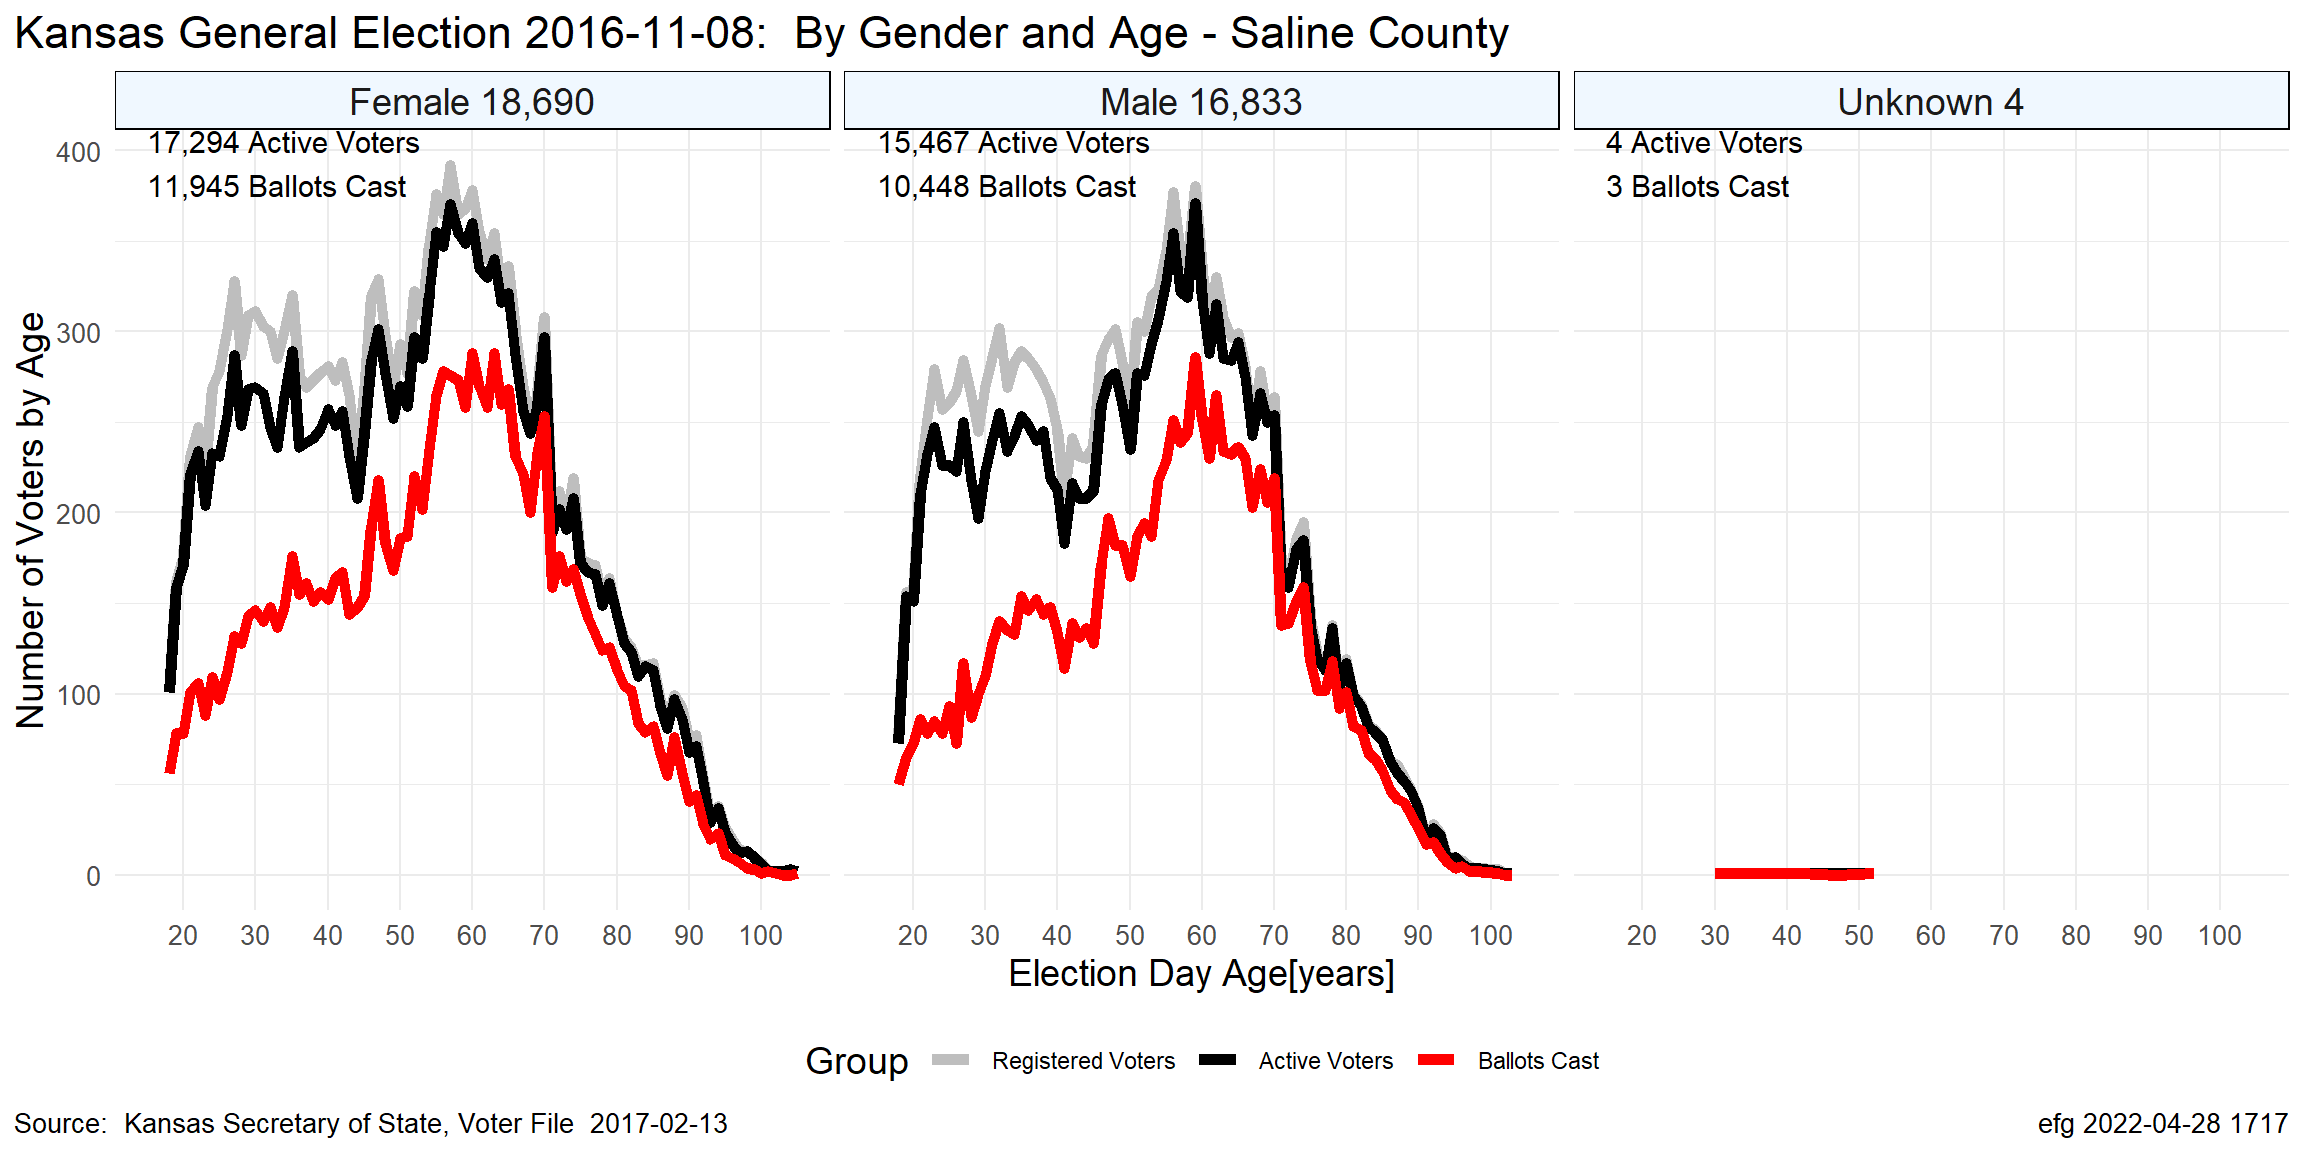 Kansas General Election 2016-11-08:  By Gender and Age - Saline County
Female 18,690
Male 16,833
Unknown 4
17,294 Active Voters
11,945 Ballots Cast
15,467 Active Voters
10,448 Ballots Cast
4 Active Voters
3 Ballots Cast
Number of Voters by Age
400
300
200
100
0
20 30 40 50 60 70 80 90 100
20 30 40 50 60 70 80 90 100
20 30 40 50 60 70 80 90 100
Election Day Age[years]
Group Registered Voters Active Voters Ballots Cast
Source:  Kansas Secretary of State, Voter File  2017-02-13
efg 2022-04-28 1717